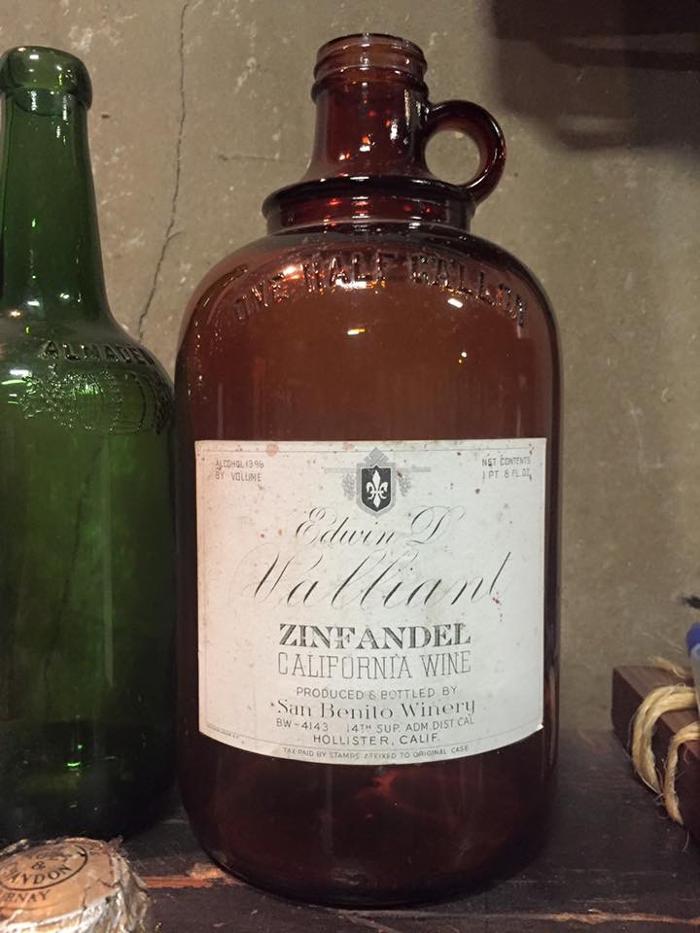 ALMADEN
ONE HALF GALLON
ALCOHOL 13%
BY VOLUME
NET CONTENTS
1 PT. 8 FL. OZ.
Edwin D
Valliant
ZINFANDEL
CALIFORNIA WINE
PRODUCED & BOTTLED BY
San Benito Winery
BW-4143 14TH SUP. ADM. DIST. CAL
HOLLISTER, CALIF.
TAX PAID BY STAMPS AFFIXED TO ORIGINAL CASE
&